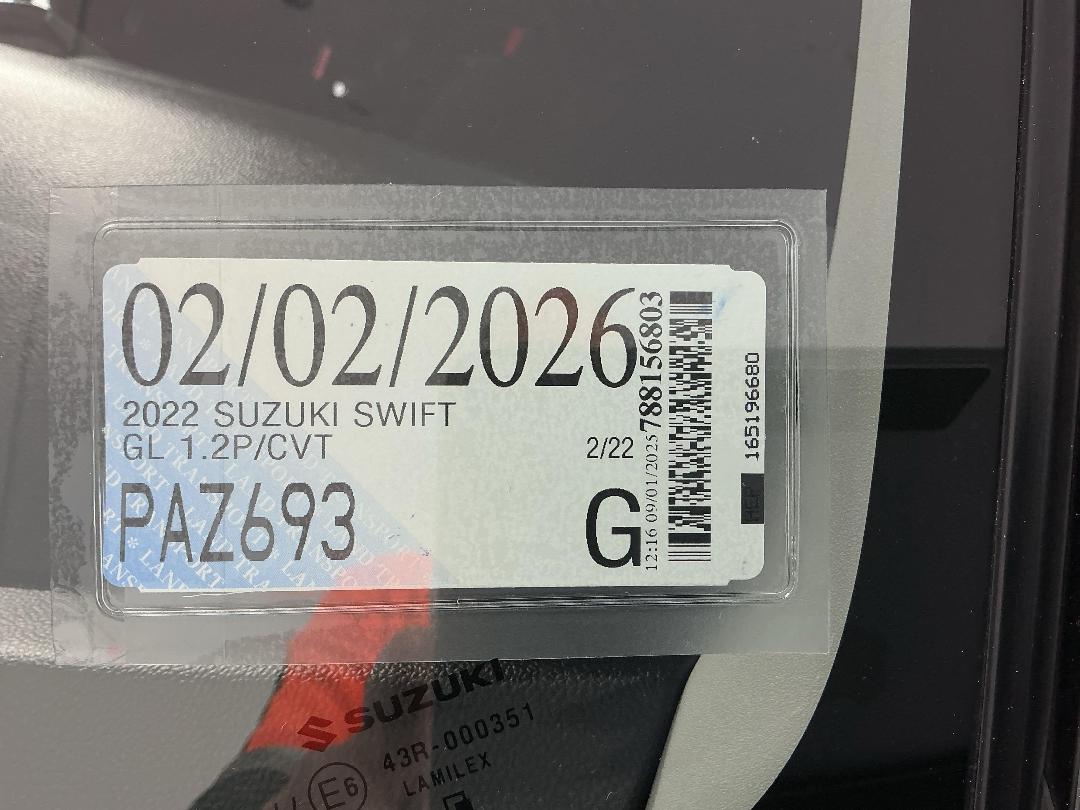 02/02/2026
2022 SUZUKI SWIFT
GL 1.2P/CVT
2/22
PAZ693
G
12:16 09/01/2025 788156803
165196680
SUZUKI
43R-000351
LAMILEX
E6